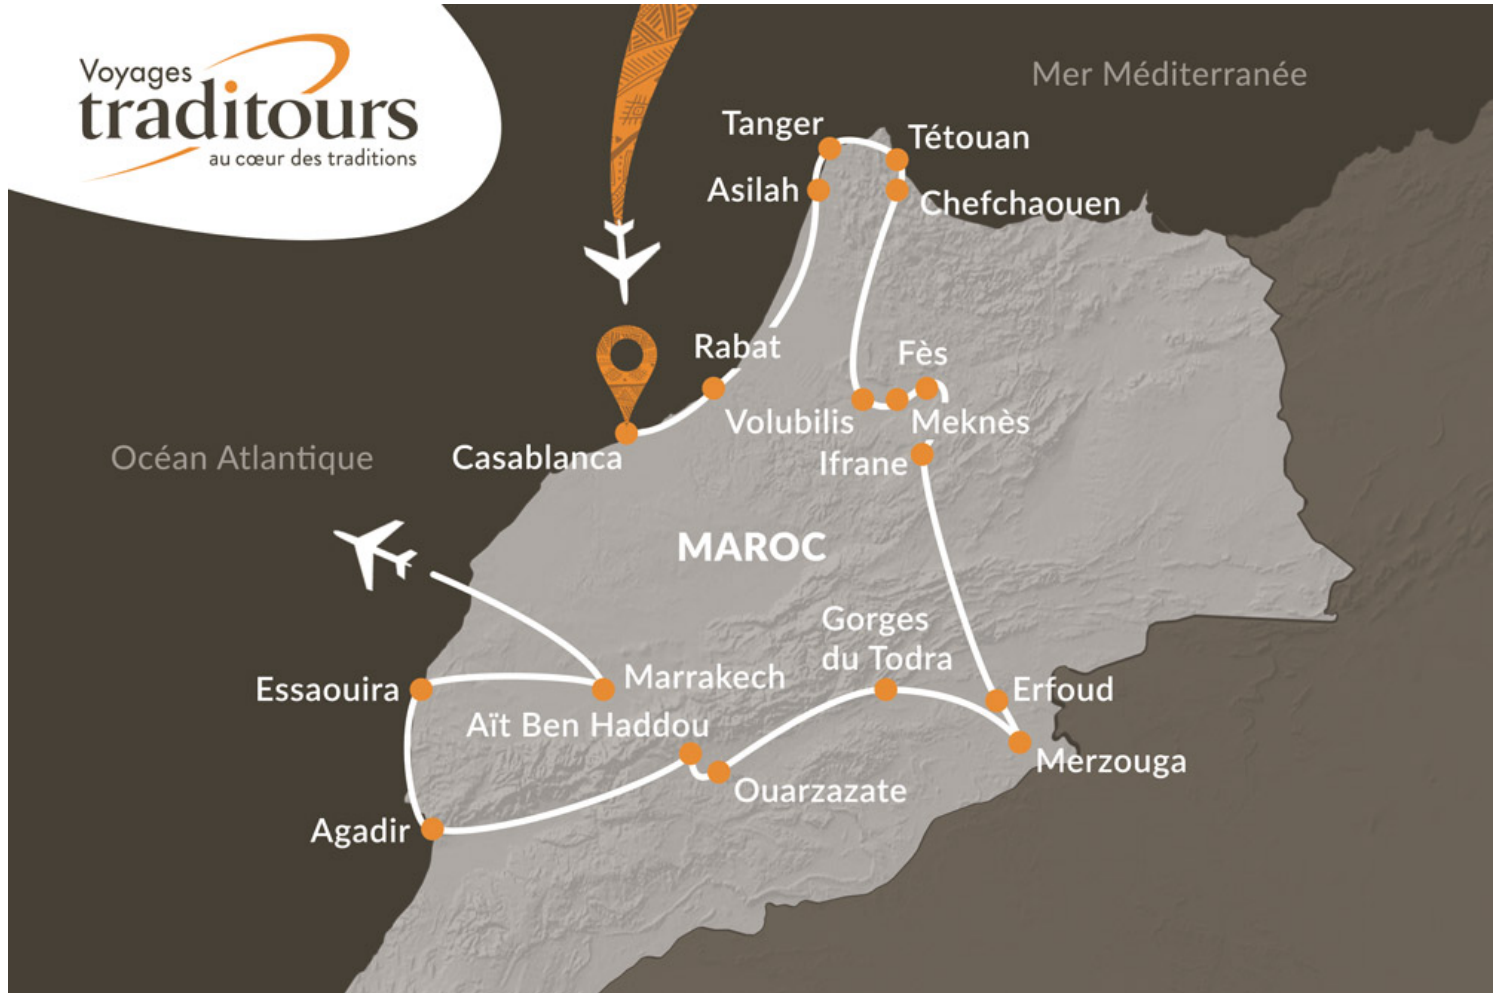 Voyages
traditours
au cœur des traditions
Mer Méditerranée
Tanger
Tétouan
Asilah
Chefchaouen
Rabat
Fès
Volubilis
Meknès
Océan Atlantique
Casablanca
Ifrane
MAROC
Gorges
du Todra
Essaouira
Marrakech
Erfoud
Aït Ben Haddou
Merzouga
Ouarzazate
Agadir